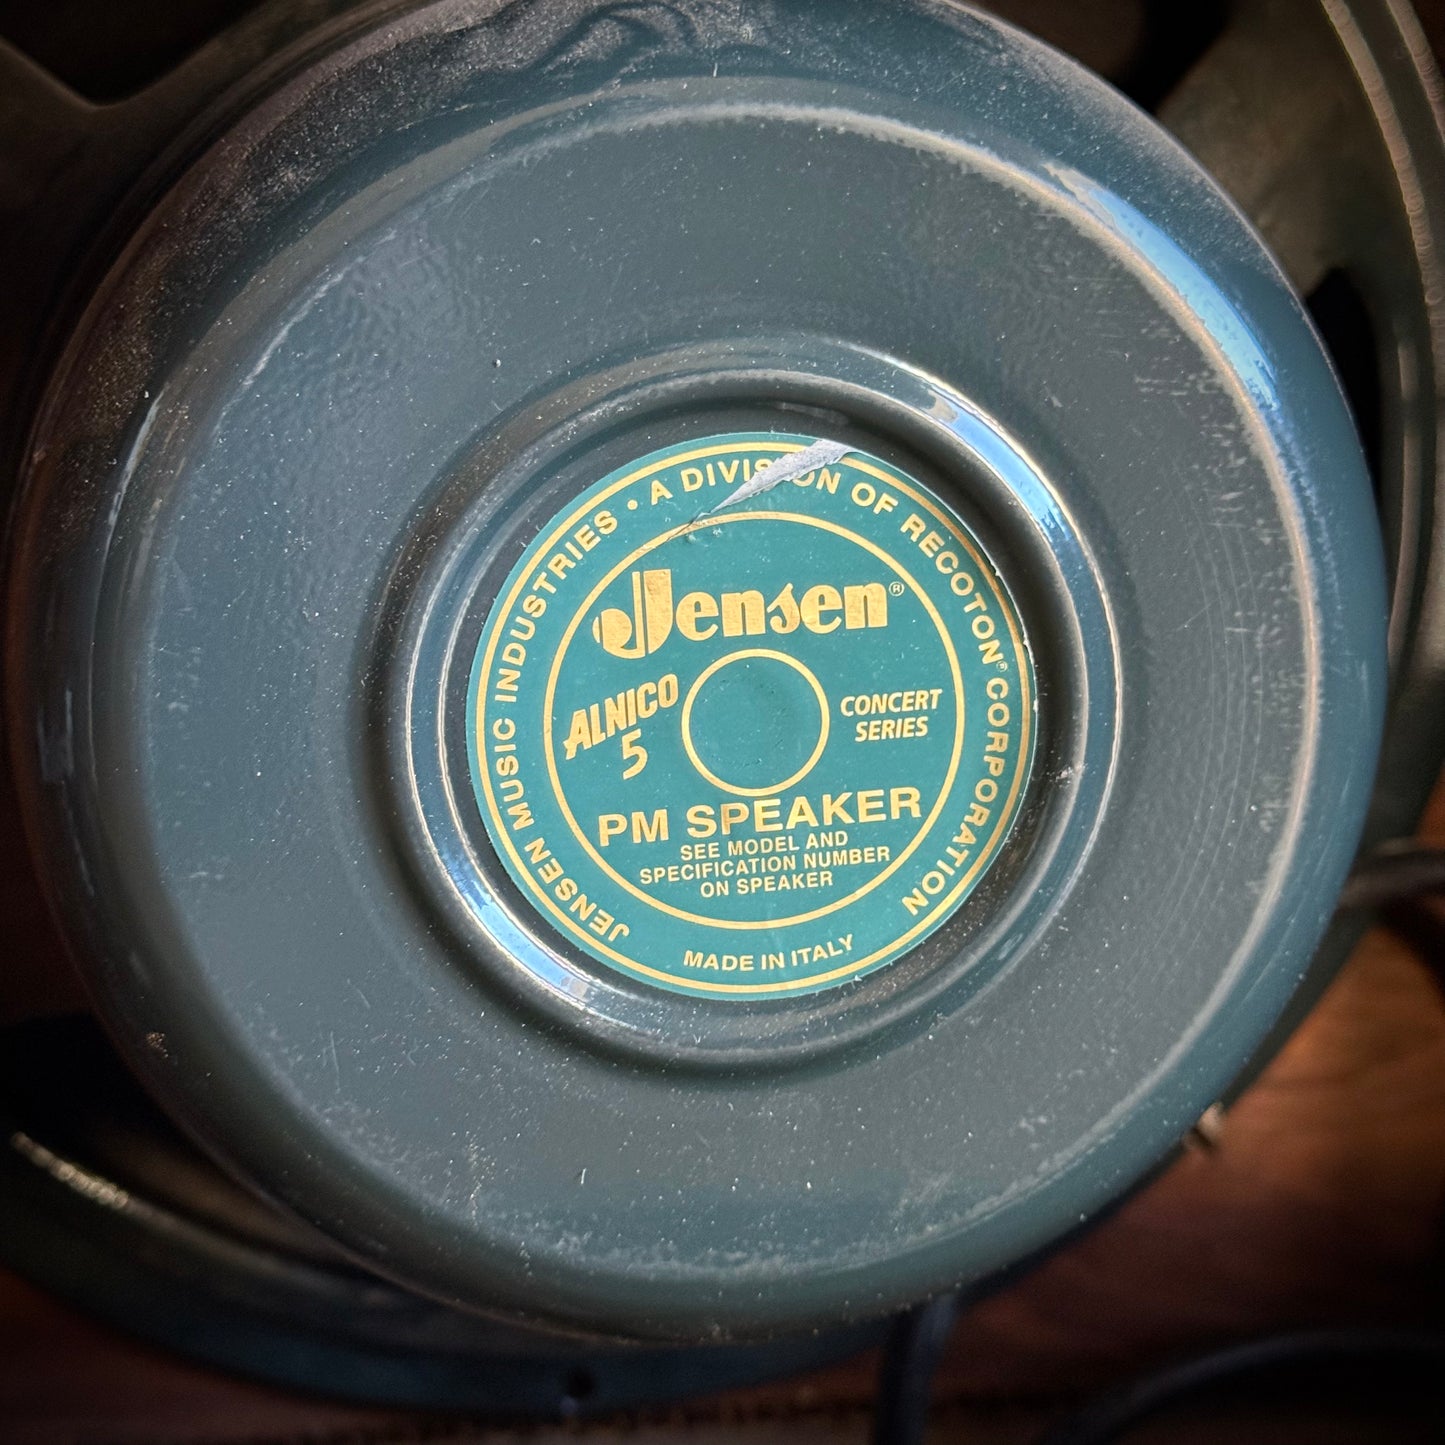 JENSEN MUSIC INDUSTRIES • A DIVISION OF RECOTON® CORPORATION
Jensen®
ALNICO
5
CONCERT
SERIES
PM SPEAKER
SEE MODEL AND
SPECIFICATION NUMBER
ON SPEAKER
MADE IN ITALY